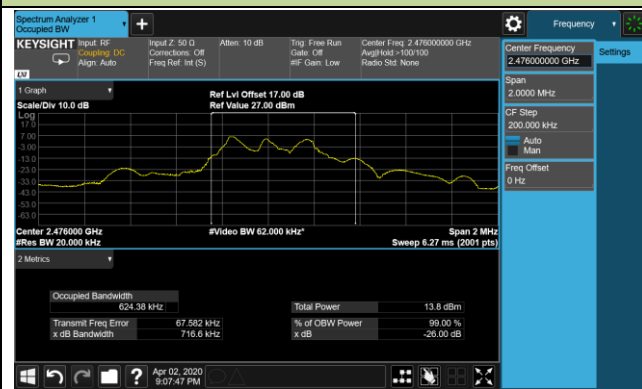 Spectrum Analyzer 1
Occupied BW
+
Frequency
KEYSIGHT
Input: RF
Coupling: DC
Align: Auto
Input Z: 50 Ω
Corrections: Off
Freq Ref: Int (S)
Atten: 10 dB
Trig: Free Run
Gate: Off
#IF Gain: Low
Center Freq: 2.476000000 GHz
Avg|Hold:>100/100
Radio Std: None
LXI
1 Graph
Scale/Div 10.0 dB
Ref Lvl Offset 17.00 dB
Ref Value 27.00 dBm
Log
17.0
7.00
-3.00
-13.0
-23.0
-33.0
-43.0
-53.0
-63.0
Center 2.476000 GHz
#Res BW 20.000 kHz
#Video BW 62.000 kHz*
Span 2 MHz
Sweep 6.27 ms (2001 pts)
2 Metrics
Occupied Bandwidth
624.38 kHz
Total Power 13.8 dBm
Transmit Freq Error 67.582 kHz
% of OBW Power 99.00 %
x dB Bandwidth 716.6 kHz
x dB -26.00 dB
Center Frequency
2.476000000 GHz
Settings
Span
2.0000 MHz
CF Step
200.000 kHz
Auto
Man
Freq Offset
0 Hz
?
Apr 02, 2020
9:07:47 PM